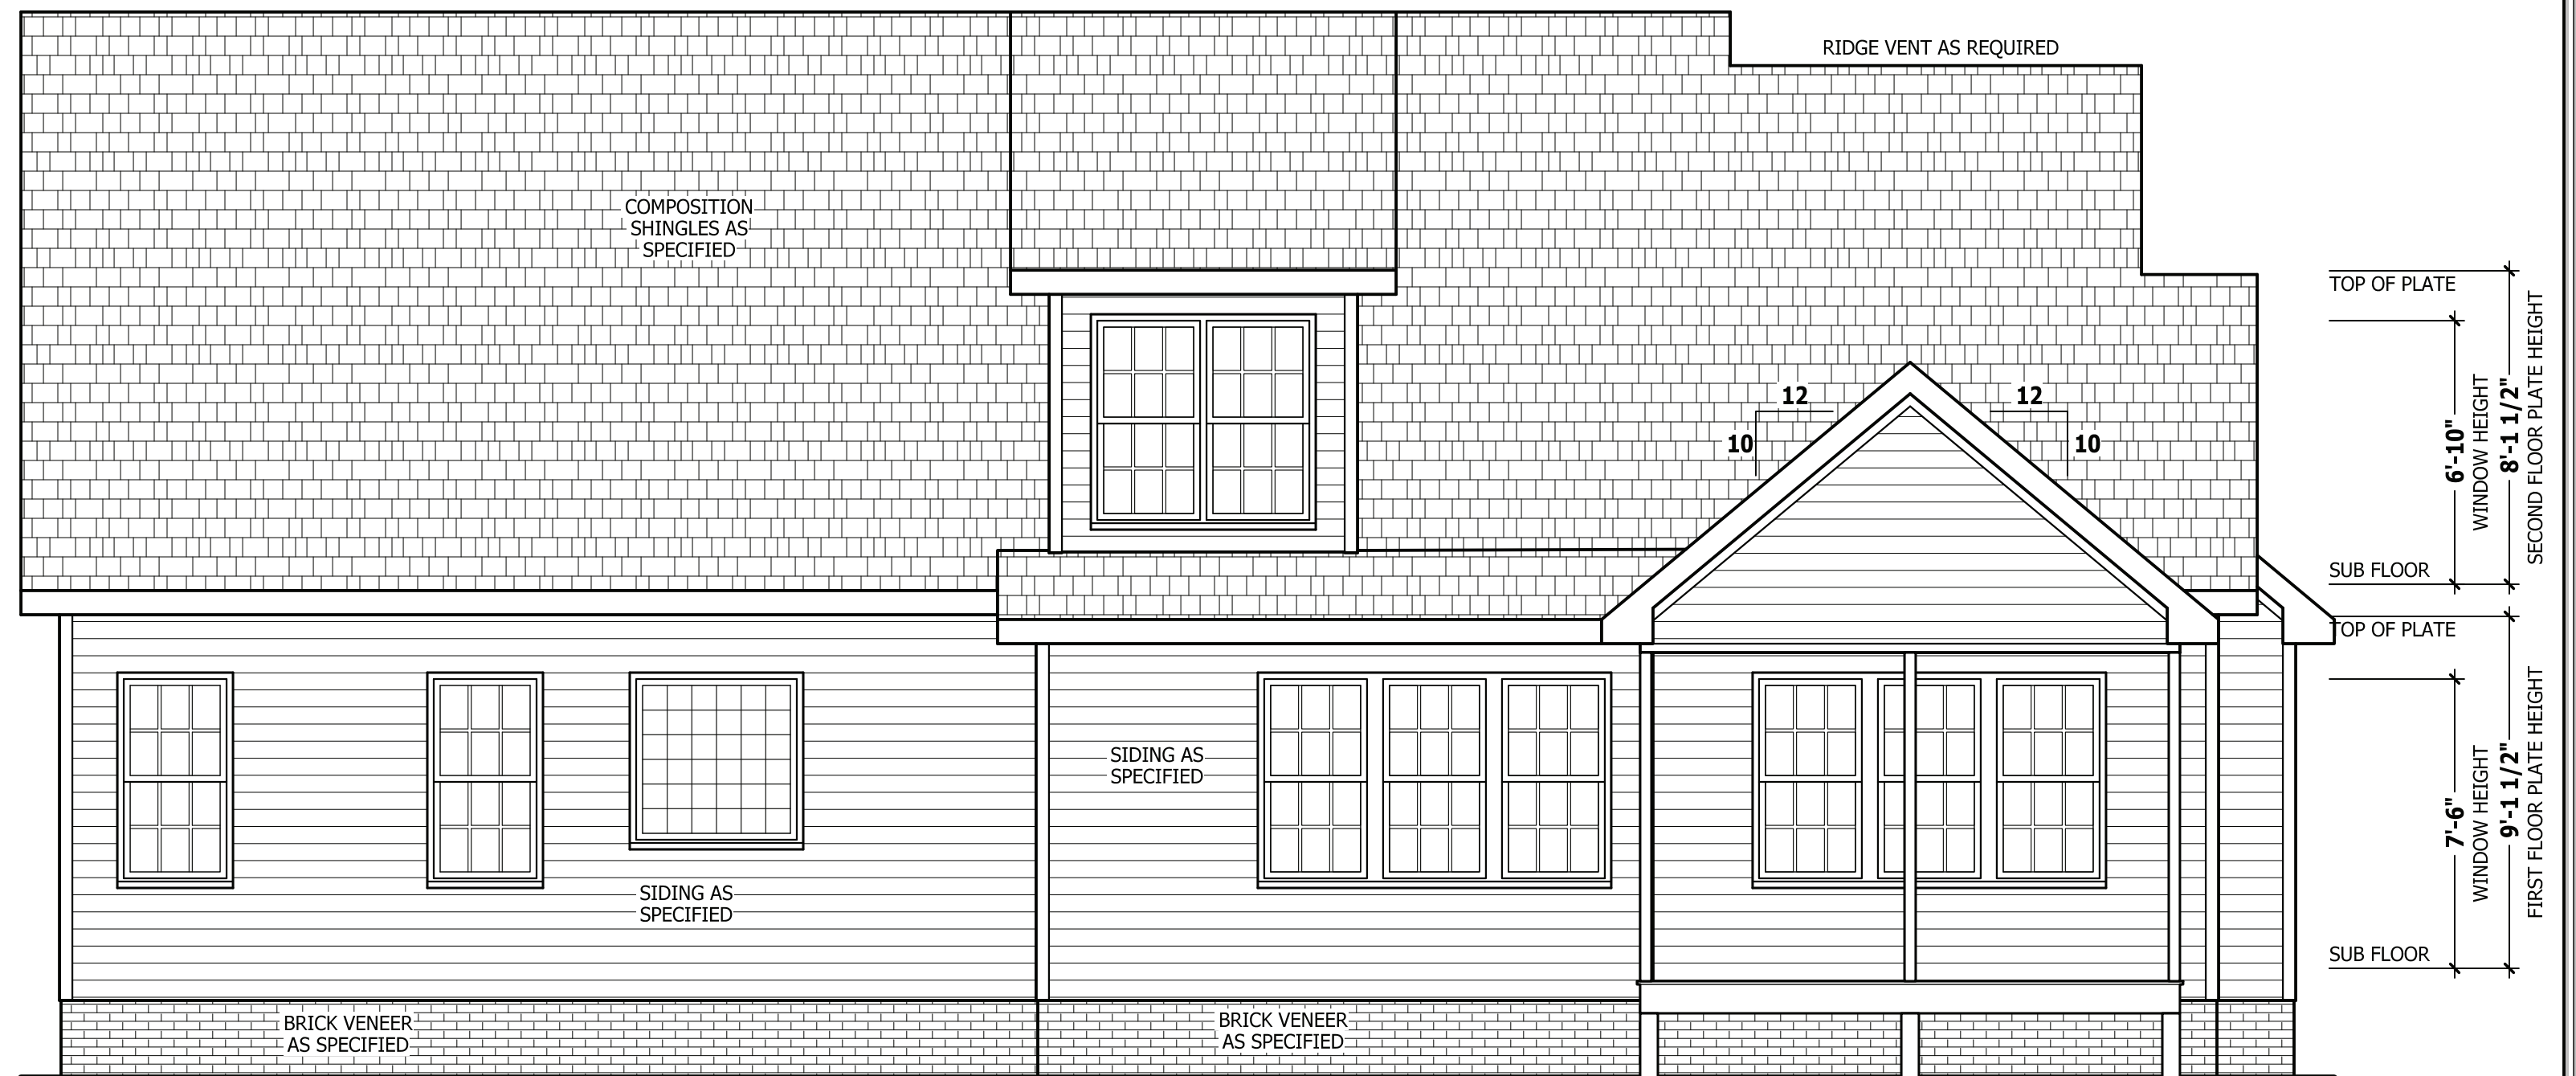 RIDGE VENT AS REQUIRED
COMPOSITION
SHINGLES AS
SPECIFIED
12
10
12
10
TOP OF PLATE
6'-10"
WINDOW HEIGHT
8'-1 1/2"
SECOND FLOOR PLATE HEIGHT
SUB FLOOR
TOP OF PLATE
SIDING AS
SPECIFIED
SIDING AS
SPECIFIED
7'-6"
WINDOW HEIGHT
9'-1 1/2"
FIRST FLOOR PLATE HEIGHT
SUB FLOOR
BRICK VENEER
AS SPECIFIED
BRICK VENEER
AS SPECIFIED